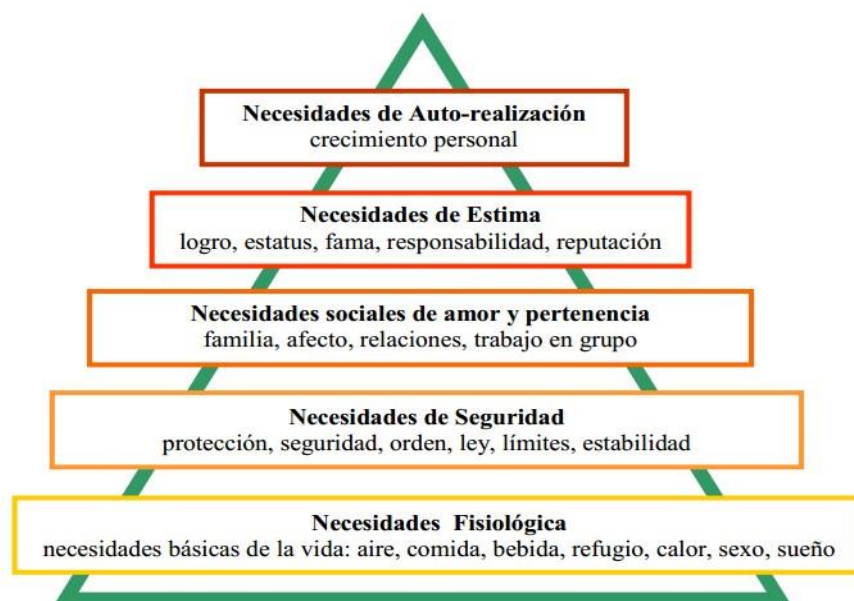 Necesidades de Auto-realización
crecimiento personal
Necesidades de Estima
logro, estatus, fama, responsabilidad, reputación
Necesidades sociales de amor y pertenencia
familia, afecto, relaciones, trabajo en grupo
Necesidades de Seguridad
protección, seguridad, orden, ley, límites, estabilidad
Necesidades Fisiológica
necesidades básicas de la vida: aire, comida, bebida, refugio, calor, sexo, sueño